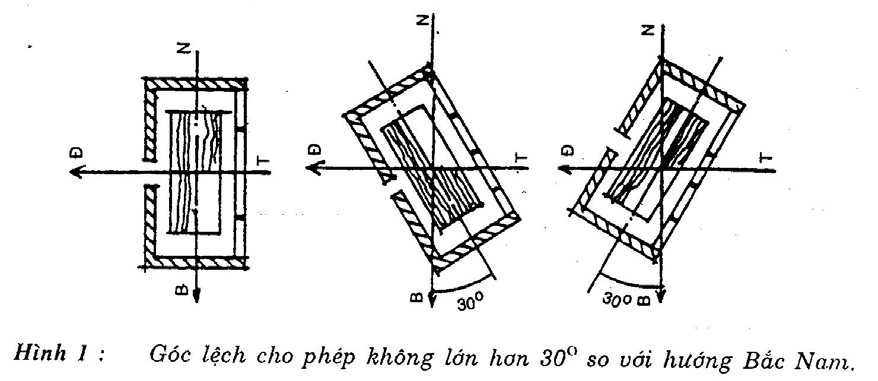 N
Đ
T
B
N
Đ
T
B
30°
N
Đ
T
30°
B
Hình 1 : Góc lệch cho phép không lớn hơn 30° so với hướng Bắc Nam.